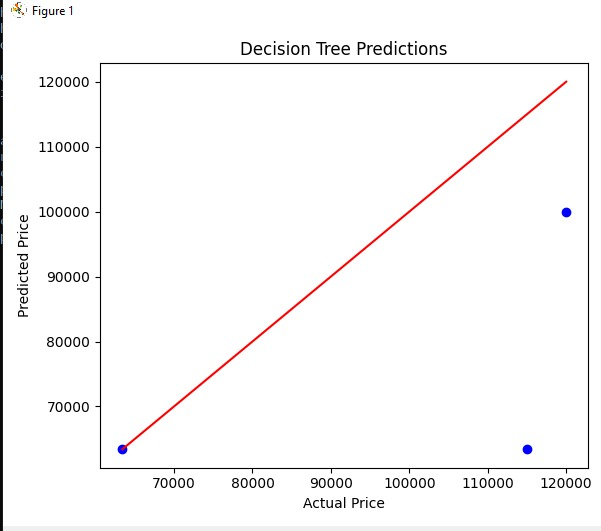 Figure 1
Decision Tree Predictions
120000
110000
100000
90000
80000
70000
Predicted Price
70000 80000 90000 100000 110000 120000
Actual Price